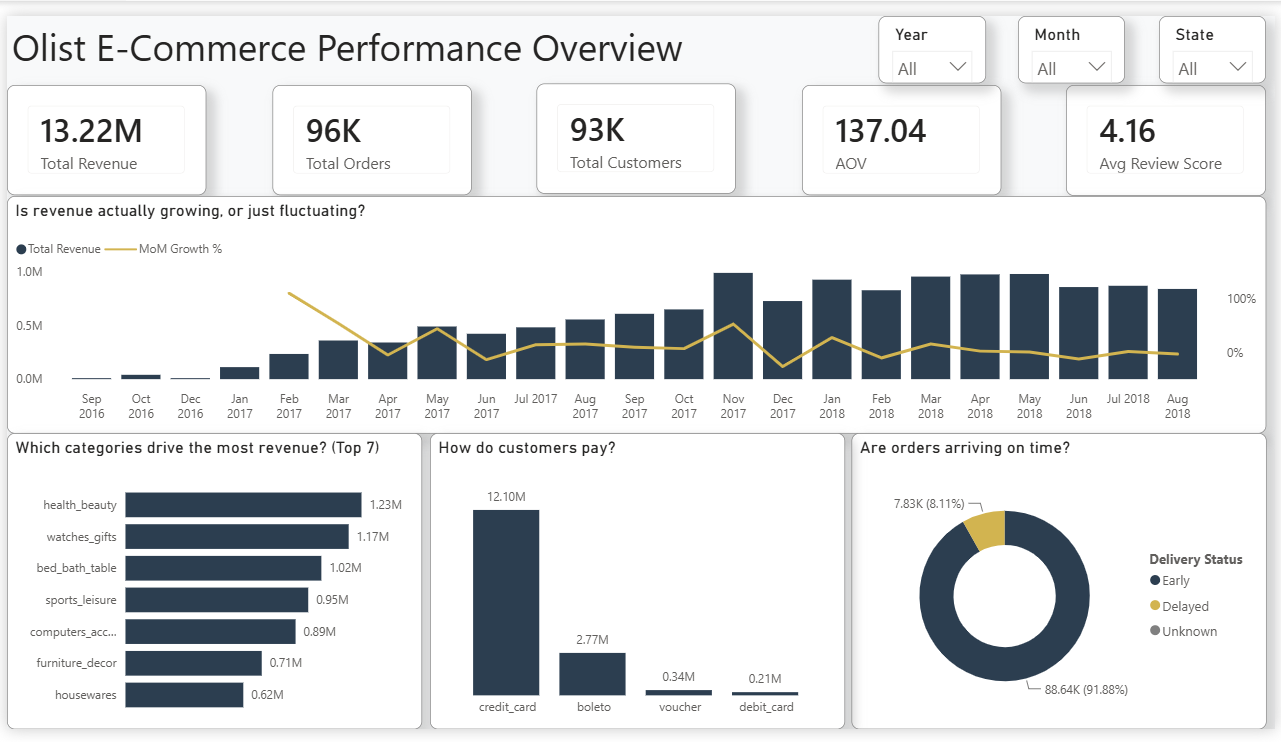 Olist E-Commerce Performance Overview
Year
All
Month
All
State
All
13.22M
Total Revenue
96K
Total Orders
93K
Total Customers
137.04
AOV
4.16
Avg Review Score
Is revenue actually growing, or just fluctuating?
Total Revenue
MoM Growth %
1.0M
0.5M
0.0M
100%
0%
Sep 2016
Oct 2016
Dec 2016
Jan 2017
Feb 2017
Mar 2017
Apr 2017
May 2017
Jun 2017
Jul 2017
Aug 2017
Sep 2017
Oct 2017
Nov 2017
Dec 2017
Jan 2018
Feb 2018
Mar 2018
Apr 2018
May 2018
Jun 2018
Jul 2018
Aug 2018
Which categories drive the most revenue? (Top 7)
health_beauty 1.23M
watches_gifts 1.17M
bed_bath_table 1.02M
sports_leisure 0.95M
computers_acc... 0.89M
furniture_decor 0.71M
housewares 0.62M
How do customers pay?
12.10M
2.77M
0.34M
0.21M
credit_card
boleto
voucher
debit_card
Are orders arriving on time?
7.83K (8.11%)
88.64K (91.88%)
Delivery Status
Early
Delayed
Unknown